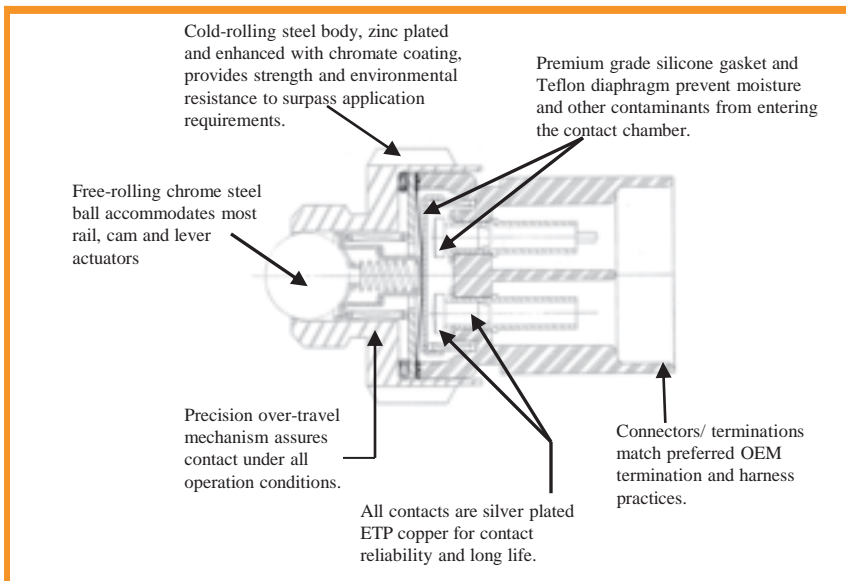 Cold-rolling steel body, zinc plated
and enhanced with chromate coating,
provides strength and environmental
resistance to surpass application
requirements.
Premium grade silicone gasket and
Teflon diaphragm prevent moisture
and other contaminants from entering
the contact chamber.
Free-rolling chrome steel
ball accommodates most
rail, cam and lever
actuators
Precision over-travel
mechanism assures
contact under all
operation conditions.
All contacts are silver plated
ETP copper for contact
reliability and long life.
Connectors/ terminations
match preferred OEM
termination and harness
practices.